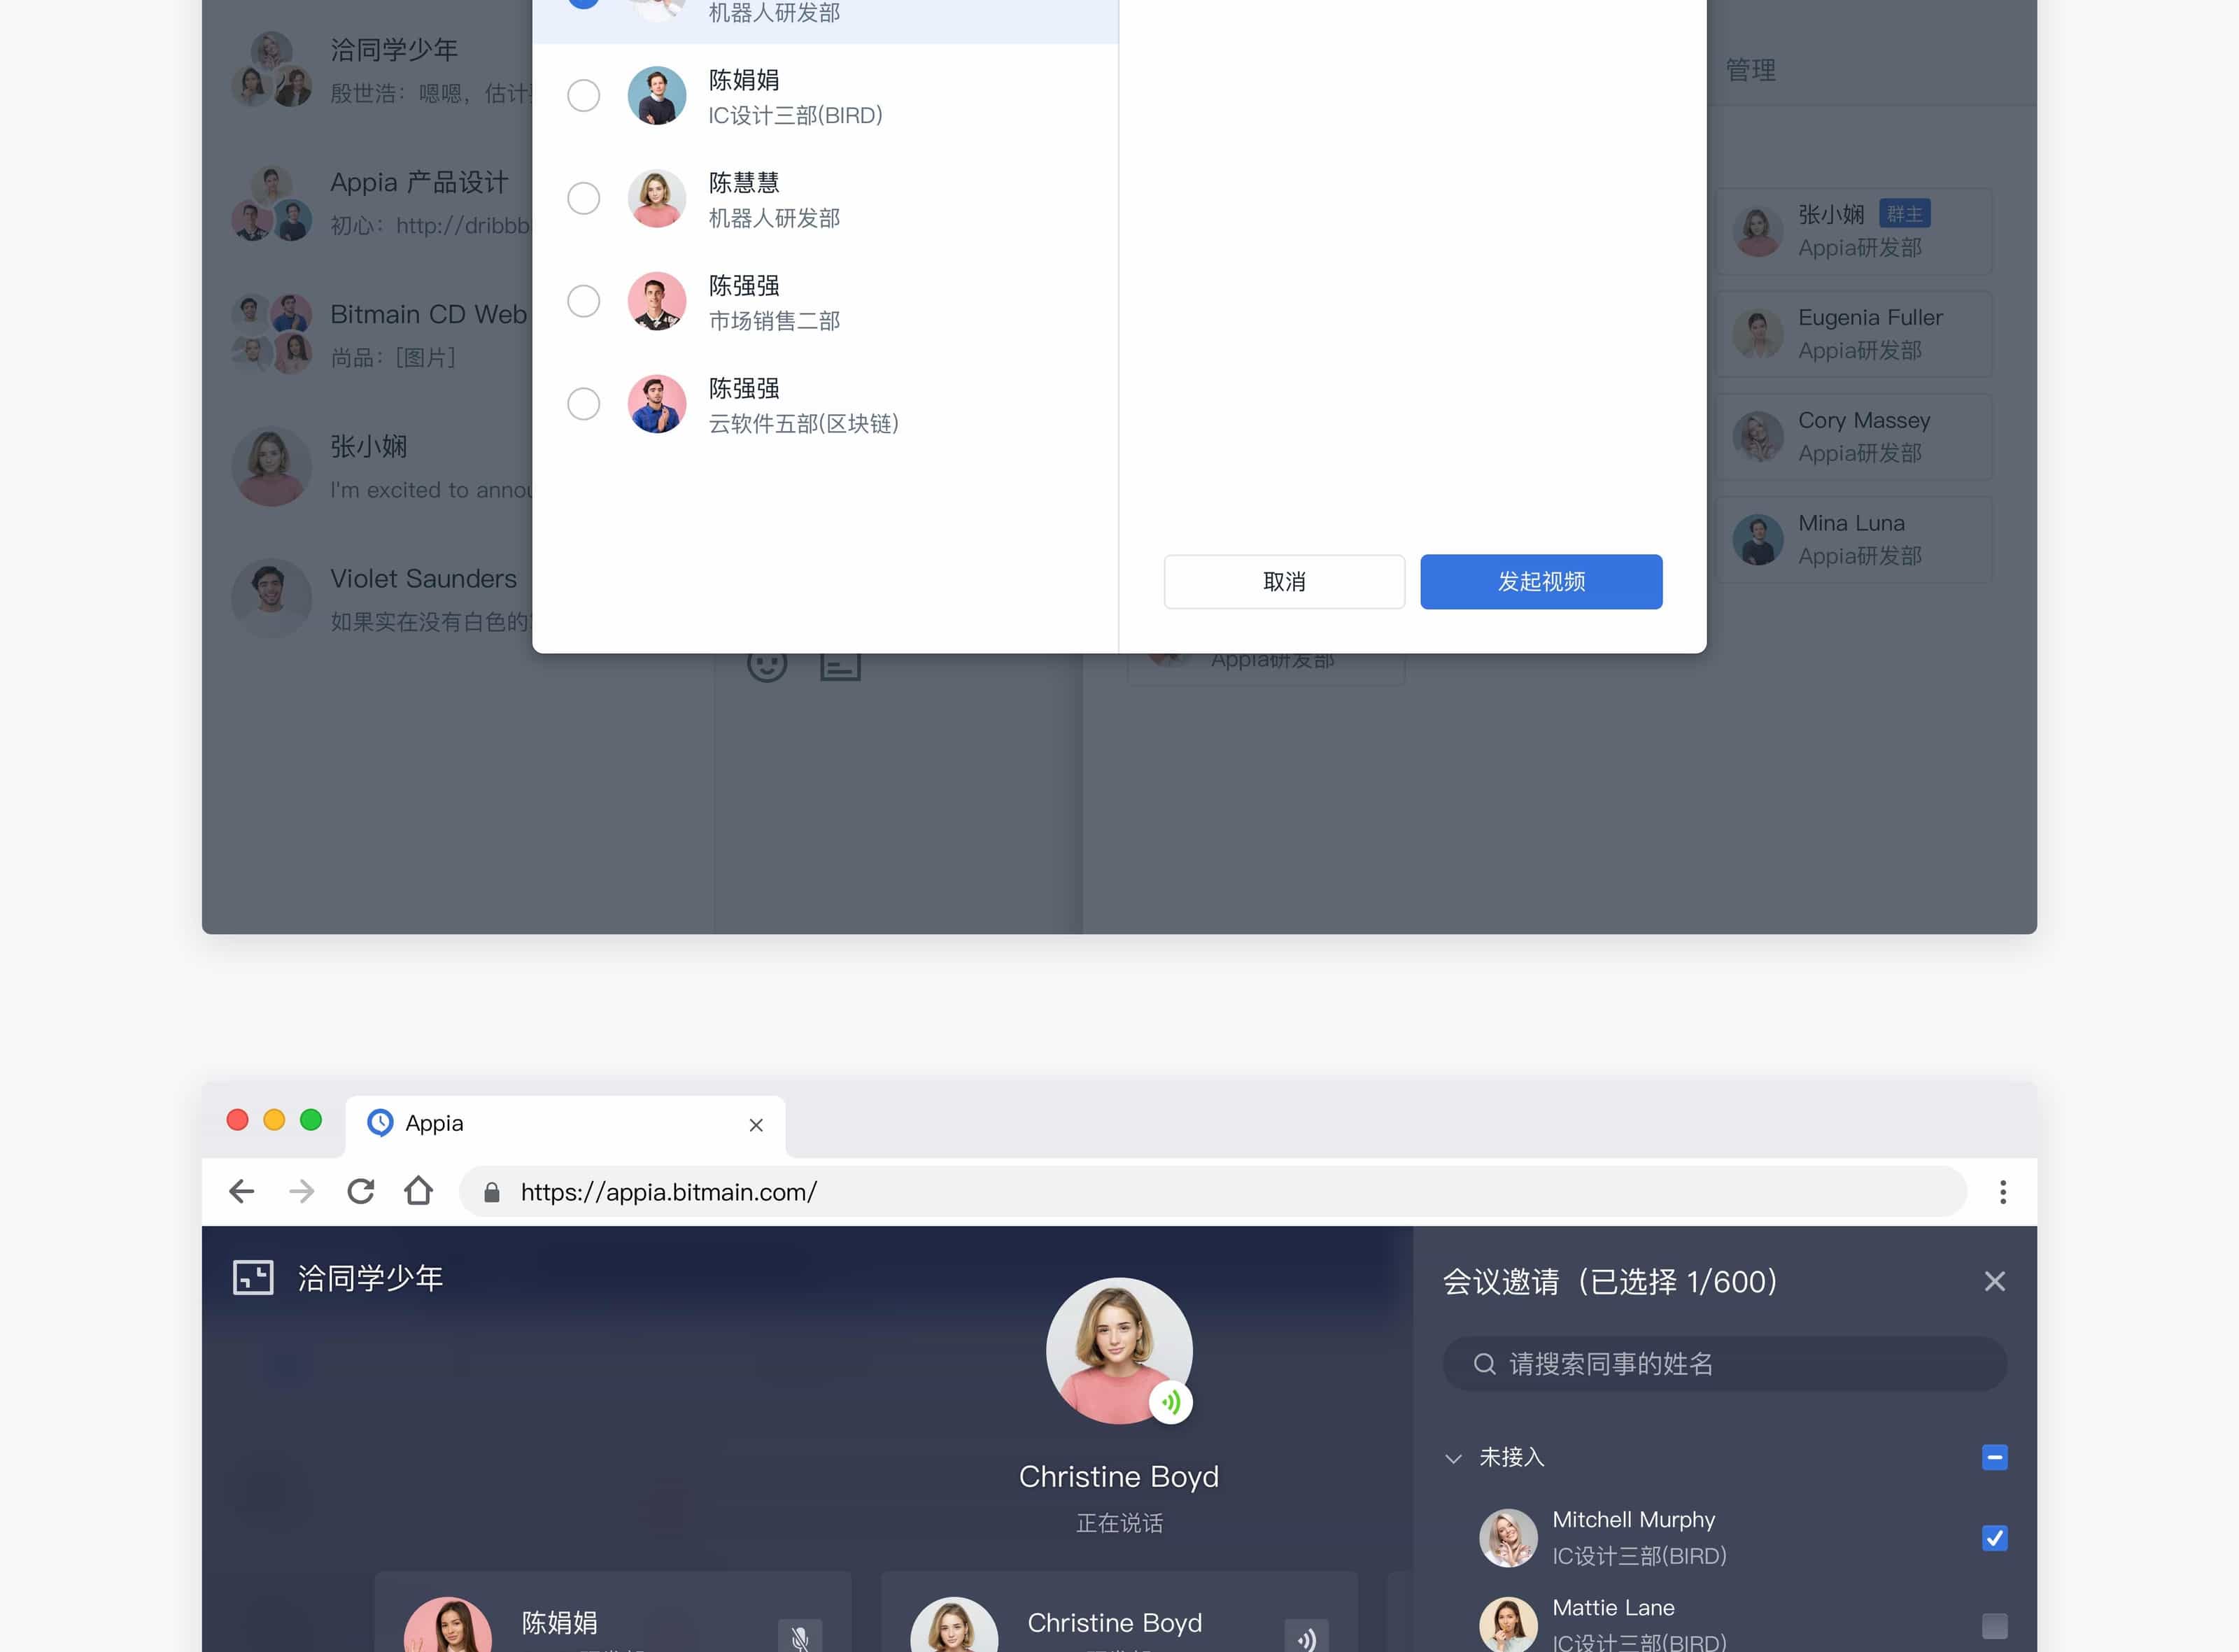 机器人研发部
洽同学少年
殷世浩：嗯嗯，估计
陈娟娟
IC设计三部(BIRD)
管理
Appia 产品设计
初心：http://dribbb
陈慧慧
机器人研发部
张小娴 群主
Appia研发部
Bitmain CD Web
尚品：[图片]
陈强强
市场销售二部
Eugenia Fuller
Appia研发部
陈强强
云软件五部(区块链)
Cory Massey
Appia研发部
张小娴
I'm excited to annou
Mina Luna
Appia研发部
Violet Saunders
如果实在没有白色的
取消
发起视频
Appia研发部
Appia
https://appia.bitmain.com/
洽同学少年
会议邀请（已选择 1/600）
请搜索同事的姓名
未接入
Christine Boyd
正在说话
Mitchell Murphy
IC设计三部(BIRD)
陈娟娟
Christine Boyd
Mattie Lane
IC设计三部(BIRD)